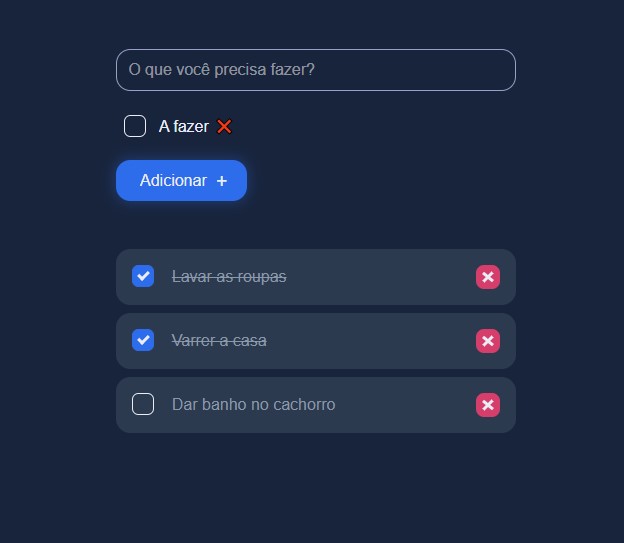 O que você precisa fazer?
A fazer ❌
Adicionar +
Lavar as roupas
Varrer a casa
Dar banho no cachorro